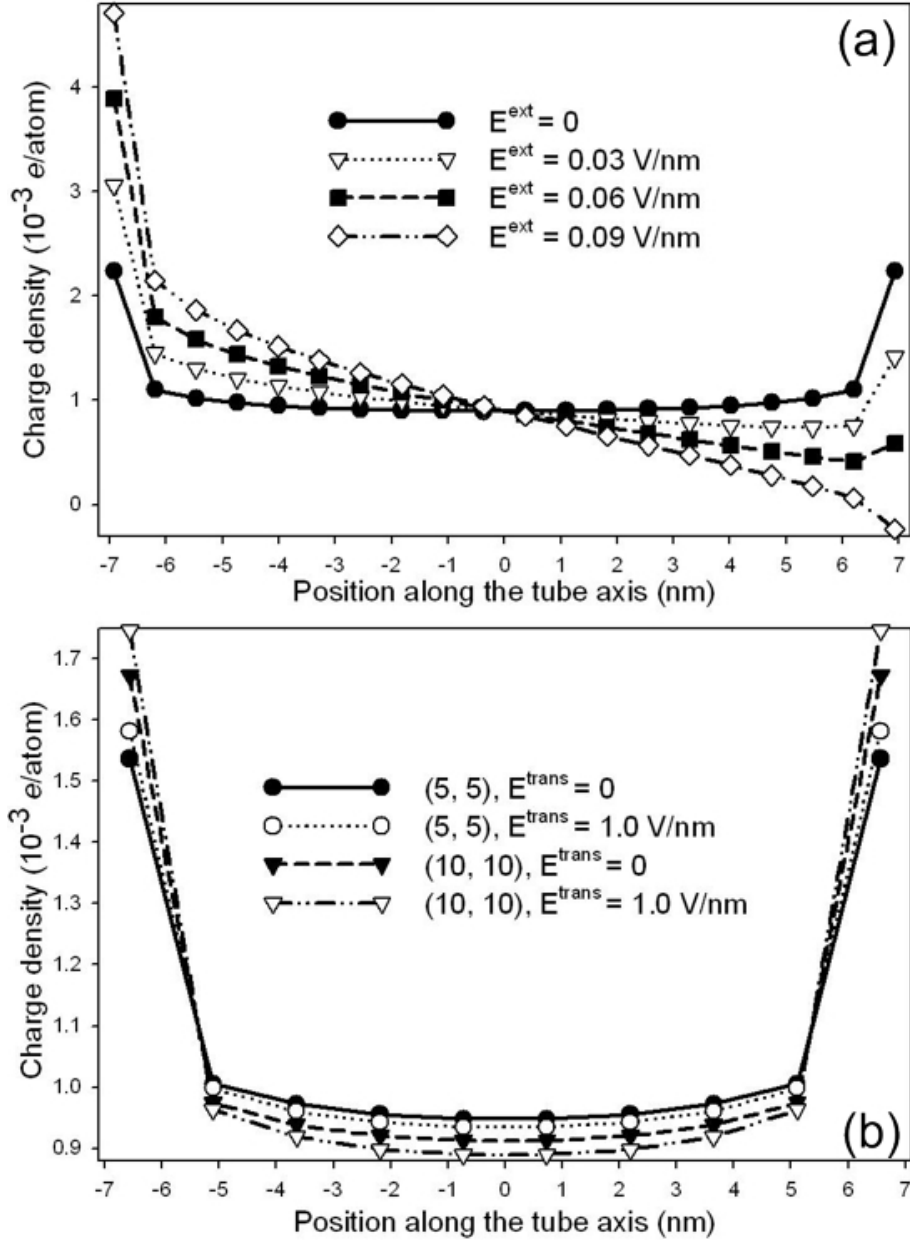 (a)
Charge density (10⁻³ e/atom)
4
3
2
1
0
E^ext = 0
E^ext = 0.03 V/nm
E^ext = 0.06 V/nm
E^ext = 0.09 V/nm
-7 -6 -5 -4 -3 -2 -1 0 1 2 3 4 5 6 7
Position along the tube axis (nm)
Charge density (10⁻³ e/atom)
1.7
1.6
1.5
1.4
1.3
1.2
1.1
1.0
0.9
(5, 5), E^trans = 0
(5, 5), E^trans = 1.0 V/nm
(10, 10), E^trans = 0
(10, 10), E^trans = 1.0 V/nm
(b)
-7 -6 -5 -4 -3 -2 -1 0 1 2 3 4 5 6 7
Position along the tube axis (nm)